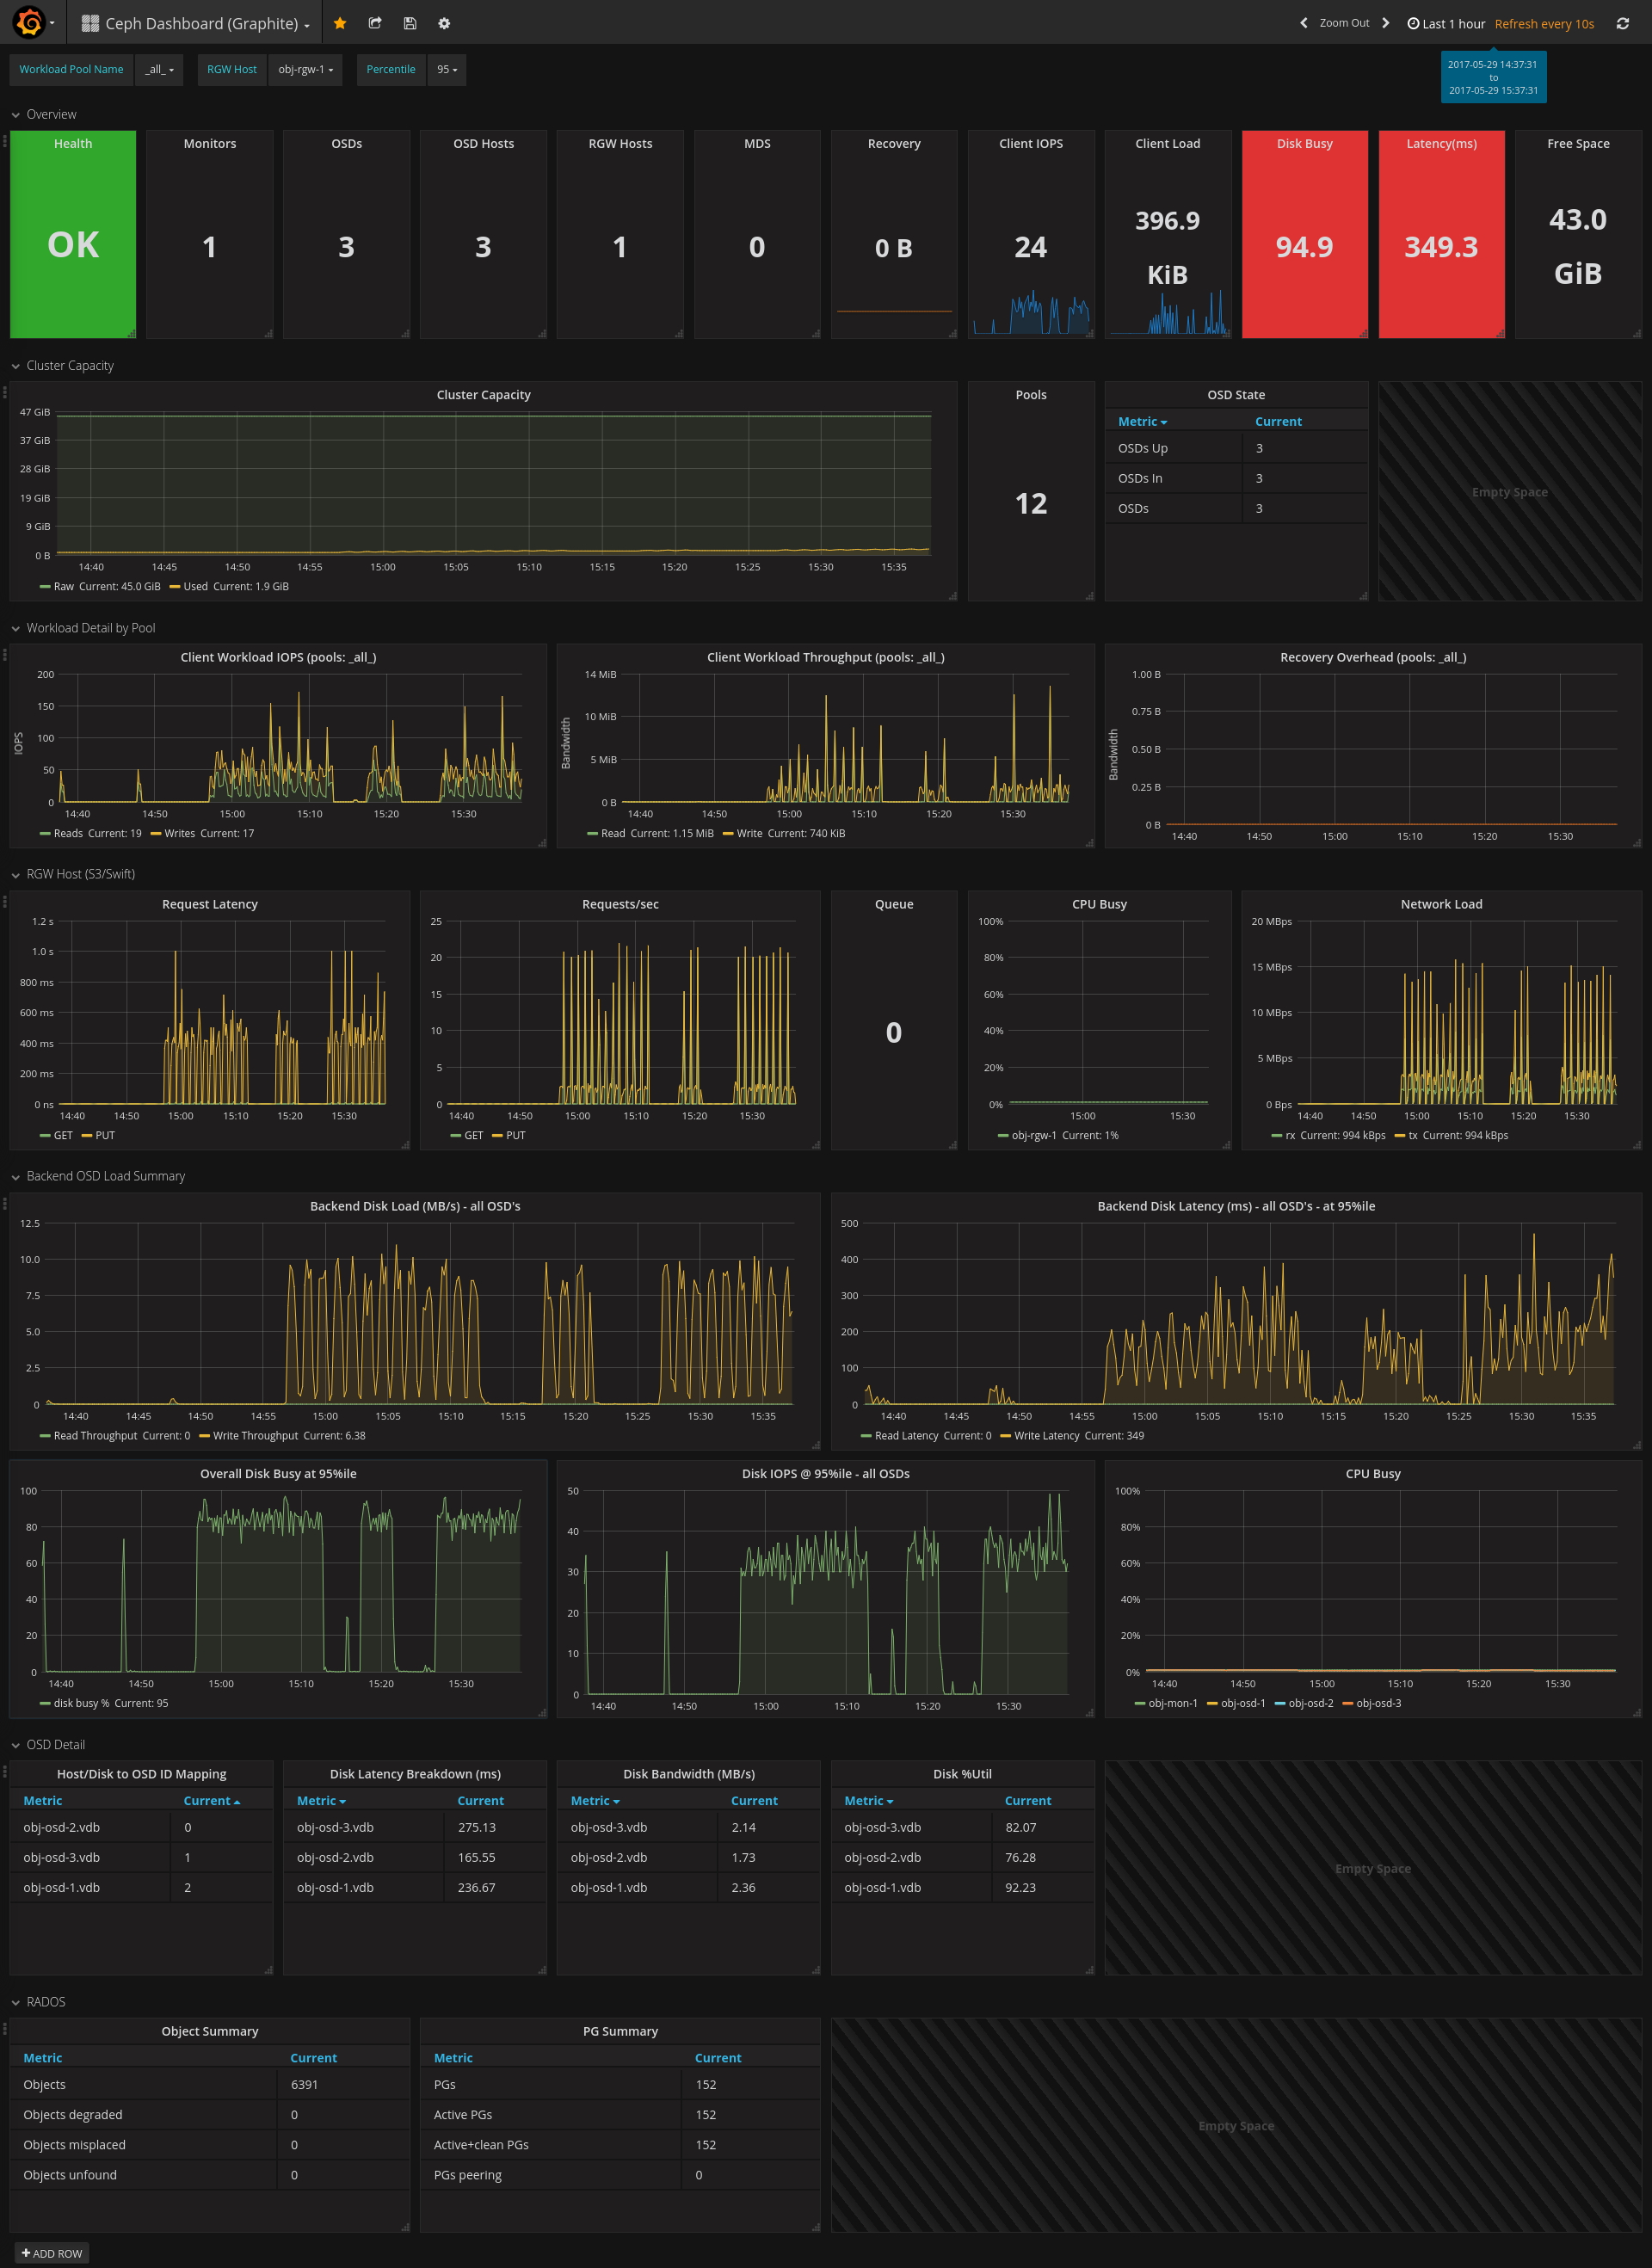 Ceph Dashboard (Graphite)
Zoom Out
Last 1 hour Refresh every 10s
Workload Pool Name _all_ RGW Host obj-rgw-1 Percentile 95
2017-05-29 14:37:31
to
2017-05-29 15:37:31
Overview
Health Monitors OSDs OSD Hosts RGW Hosts MDS Recovery Client IOPS Client Load Disk Busy Latency(ms) Free Space
OK 1 3 3 1 0 0 B 24 396.9 KiB 94.9 349.3 43.0 GiB
Cluster Capacity
Cluster Capacity
47 GiB
37 GiB
28 GiB
19 GiB
9 GiB
0 B
14:40 14:45 14:50 14:55 15:00 15:05 15:10 15:15 15:20 15:25 15:30 15:35
Raw Current: 45.0 GiB Used Current: 1.9 GiB
Pools
12
OSD State
Metric Current
OSDs Up 3
OSDs In 3
OSDs 3
Empty Space
Workload Detail by Pool
Client Workload IOPS (pools: _all_)
IOPS
200
150
100
50
0
14:40 14:50 15:00 15:10 15:20 15:30
Reads Current: 19 Writes Current: 17
Client Workload Throughput (pools: _all_)
Bandwidth
14 MiB
10 MiB
5 MiB
0 B
14:40 14:50 15:00 15:10 15:20 15:30
Read Current: 1.15 MiB Write Current: 740 KiB
Recovery Overhead (pools: _all_)
Bandwidth
1.00 B
0.75 B
0.50 B
0.25 B
0 B
14:40 14:50 15:00 15:10 15:20 15:30
RGW Host (S3/Swift)
Request Latency
1.2 s
1.0 s
800 ms
600 ms
400 ms
200 ms
0 ns
14:40 14:50 15:00 15:10 15:20 15:30
GET PUT
Requests/sec
25
20
15
10
5
0
14:40 14:50 15:00 15:10 15:20 15:30
GET PUT
Queue
0
CPU Busy
100%
80%
60%
40%
20%
0%
15:00 15:30
obj-rgw-1 Current: 1%
Network Load
20 MBps
15 MBps
10 MBps
5 MBps
0 Bps
14:40 14:50 15:00 15:10 15:20 15:30
rx Current: 994 kBps tx Current: 994 kBps
Backend OSD Load Summary
Backend Disk Load (MB/s) - all OSD's
12.5
10.0
7.5
5.0
2.5
0
14:40 14:45 14:50 14:55 15:00 15:05 15:10 15:15 15:20 15:25 15:30 15:35
Read Throughput Current: 0 Write Throughput Current: 6.38
Backend Disk Latency (ms) - all OSD's - at 95%ile
500
400
300
200
100
0
14:40 14:45 14:50 14:55 15:00 15:05 15:10 15:15 15:20 15:25 15:30 15:35
Read Latency Current: 0 Write Latency Current: 349
Overall Disk Busy at 95%ile
100
80
60
40
20
0
14:40 14:50 15:00 15:10 15:20 15:30
disk busy % Current: 95
Disk IOPS @ 95%ile - all OSDs
50
40
30
20
10
0
14:40 14:50 15:00 15:10 15:20 15:30
CPU Busy
100%
80%
60%
40%
20%
0%
14:40 14:50 15:00 15:10 15:20 15:30
obj-mon-1 obj-osd-1 obj-osd-2 obj-osd-3
OSD Detail
Host/Disk to OSD ID Mapping
Metric Current
obj-osd-2.vdb 0
obj-osd-3.vdb 1
obj-osd-1.vdb 2
Disk Latency Breakdown (ms)
Metric Current
obj-osd-3.vdb 275.13
obj-osd-2.vdb 165.55
obj-osd-1.vdb 236.67
Disk Bandwidth (MB/s)
Metric Current
obj-osd-3.vdb 2.14
obj-osd-2.vdb 1.73
obj-osd-1.vdb 2.36
Disk %Util
Metric Current
obj-osd-3.vdb 82.07
obj-osd-2.vdb 76.28
obj-osd-1.vdb 92.23
Empty Space
RADOS
Object Summary
Metric Current
Objects 6391
Objects degraded 0
Objects misplaced 0
Objects unfound 0
PG Summary
Metric Current
PGs 152
Active PGs 152
Active+clean PGs 152
PGs peering 0
Empty Space
ADD ROW